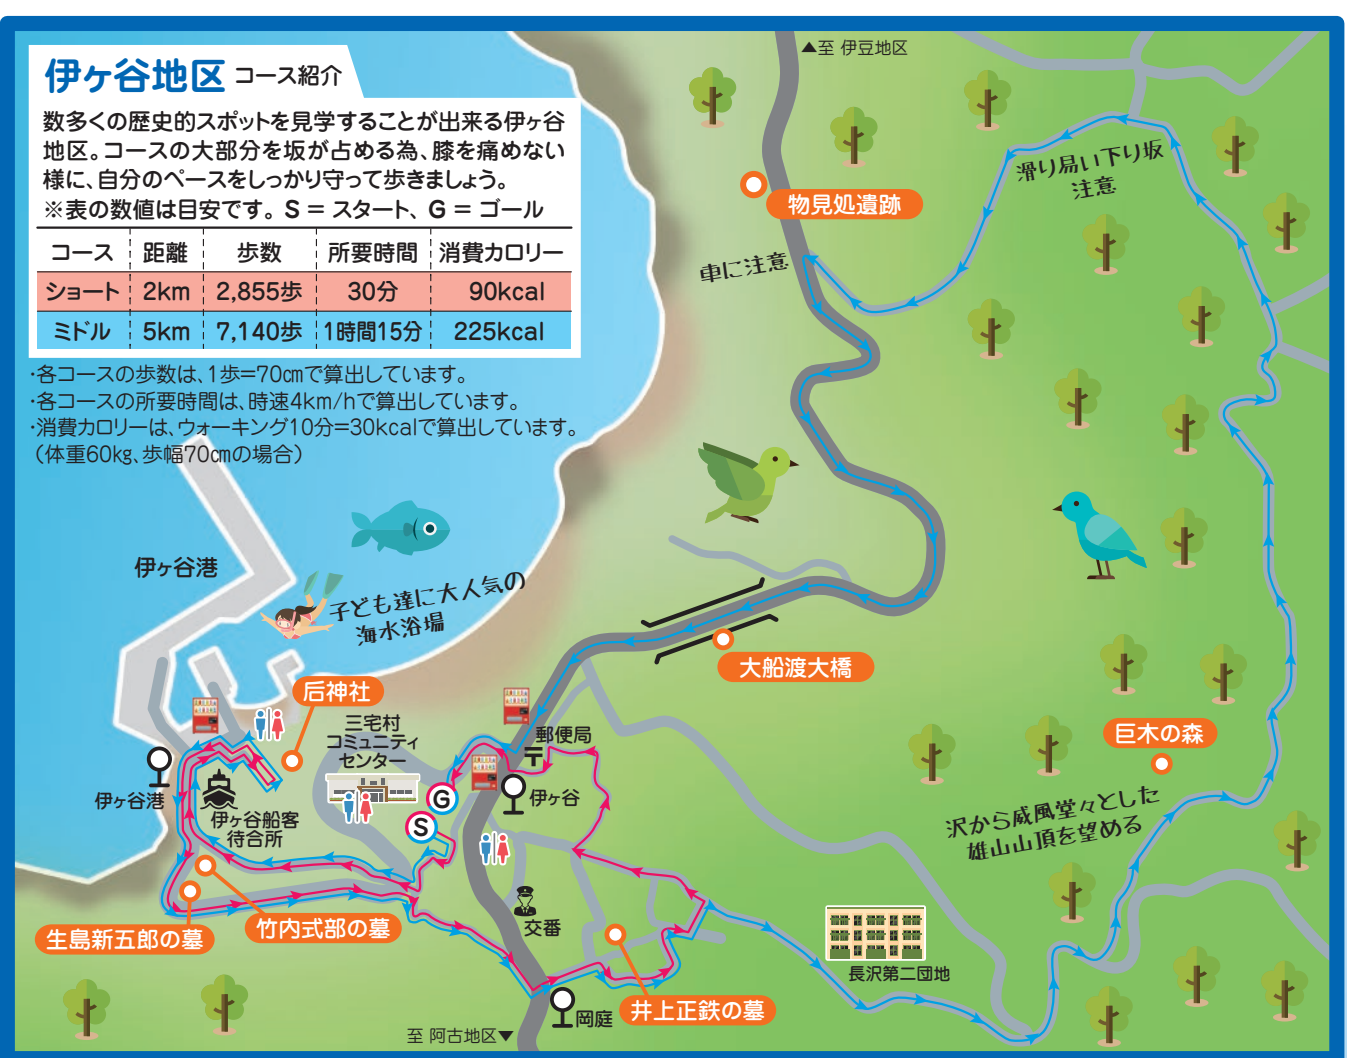 伊ヶ谷地区 コース紹介
数多くの歴史的スポットを見学することが出来る伊ヶ谷
地区。コースの大部分を坂が占める為、膝を痛めない
様に、自分のペースをしっかり守って歩きましょう。
※表の数値は目安です。S = スタート、G = ゴール
コース 距離 歩数 所要時間 消費カロリー
ショート 2km 2,855歩 30分 90kcal
ミドル 5km 7,140歩 1時間15分 225kcal
・各コースの歩数は、1歩=70㎝で算出しています。
・各コースの所要時間は、時速4km/hで算出しています。
・消費カロリーは、ウォーキング10分=30kcalで算出しています。
（体重60㎏、歩幅70㎝の場合）
▲至 伊豆地区
滑り易い下り坂
注意
物見処遺跡
車に注意
伊ヶ谷港
子ども達に大人気の
海水浴場
大船渡大橋
后神社
三宅村
コミュニティ
センター
郵便局
〒
巨木の森
伊ヶ谷港
伊ヶ谷船客
待合所
G
S
伊ヶ谷
沢から威風堂々とした
雄山山頂を望める
生島新五郎の墓
竹内式部の墓
交番
長沢第二団地
井上正鉄の墓
岡庭
至 阿古地区▼